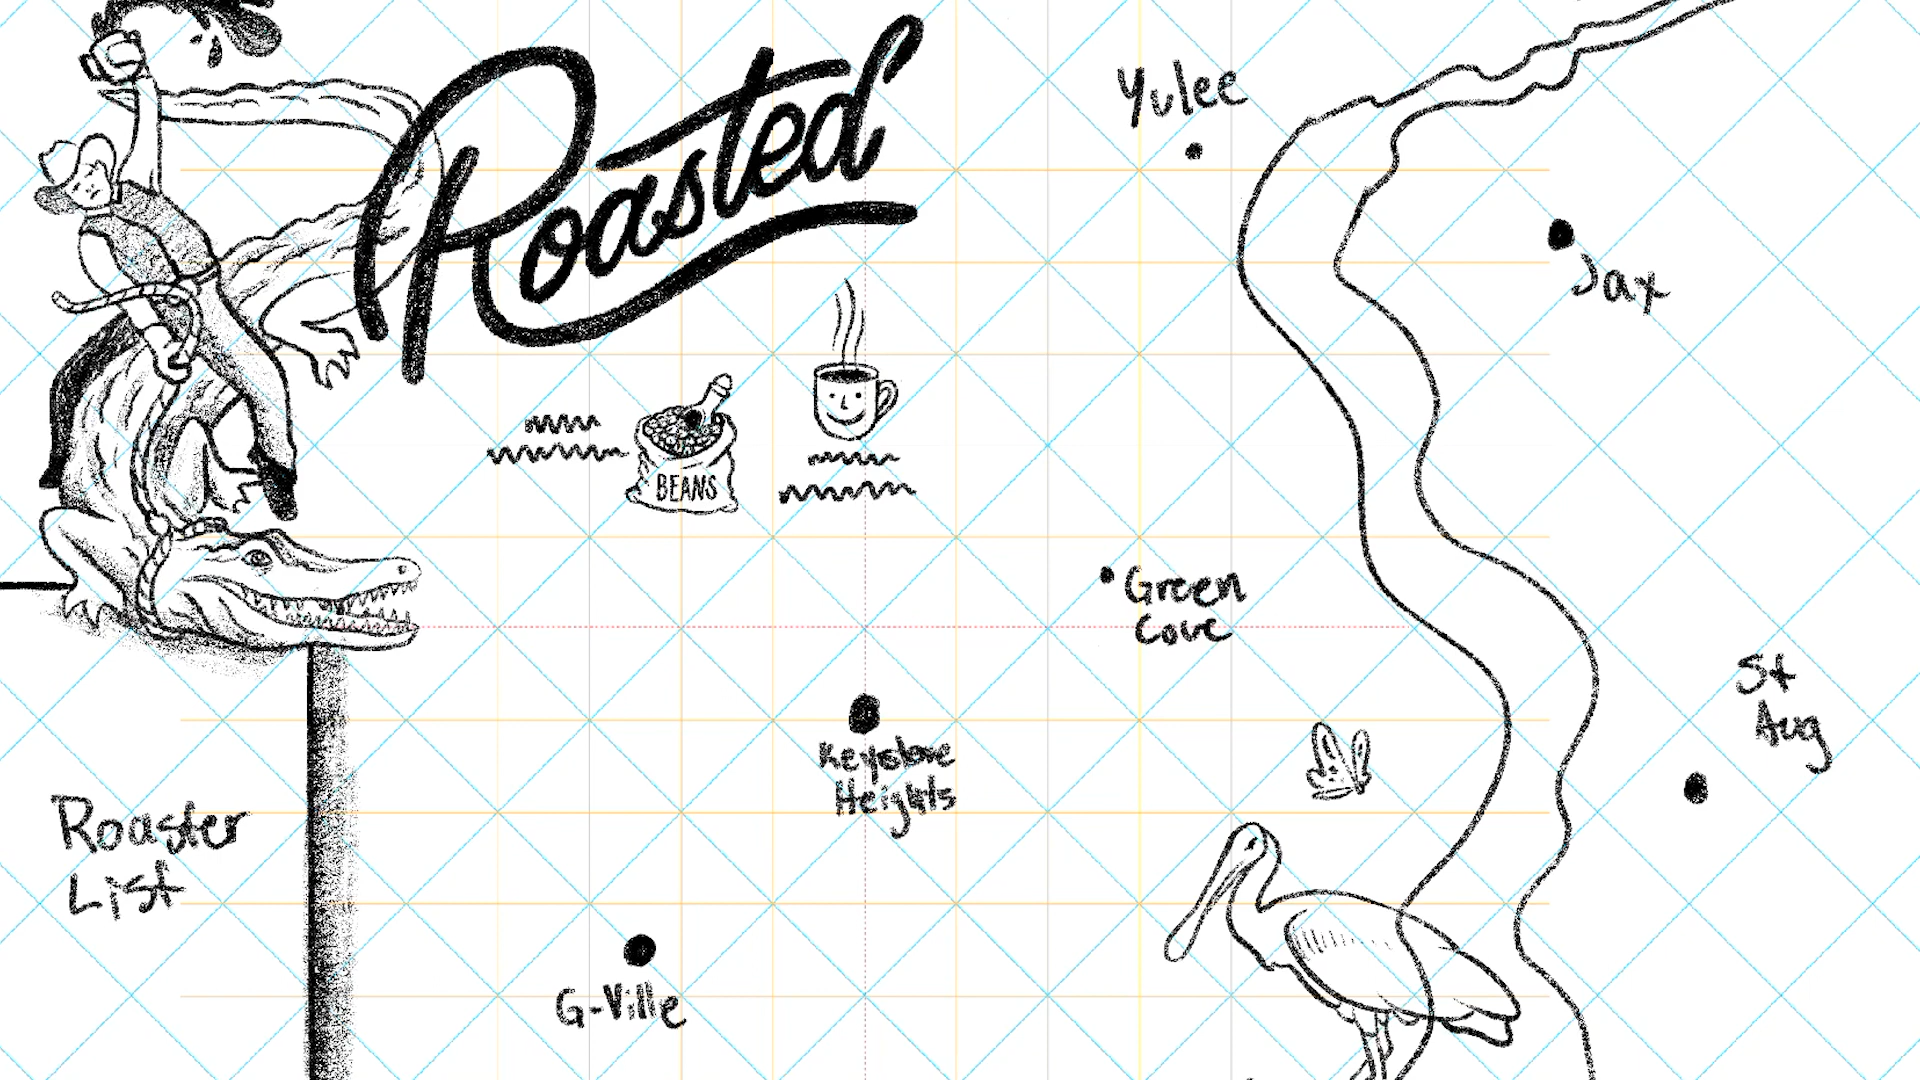 Roasted
Yulee
Jax
BEANS
Green
Cove
St
Aug
Keystone
Heights
Roaster
List
G-Ville